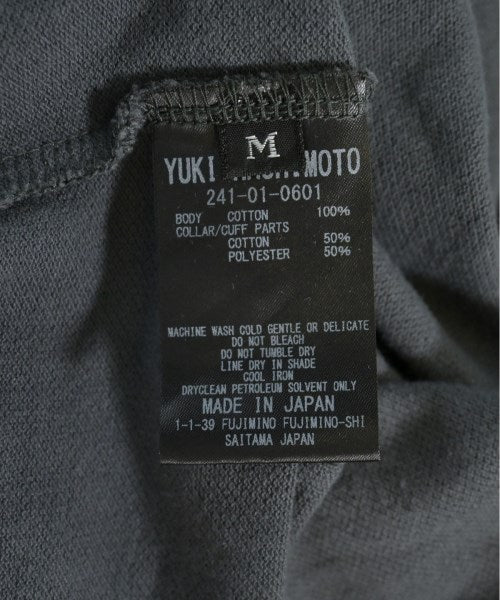 M
YUKI HASHIMOTO
241-01-0601
BODY COTTON 100%
COLLAR/CUFF PARTS
COTTON 50%
POLYESTER 50%
MACHINE WASH COLD GENTLE OR DELICATE
DO NOT BLEACH
DO NOT TUMBLE DRY
LINE DRY IN SHADE
COOL IRON
DRYCLEAN PETROLEUM SOLVENT ONLY
MADE IN JAPAN
1-1-39 FUJIMINO FUJIMINO-SHI
SAITAMA JAPAN